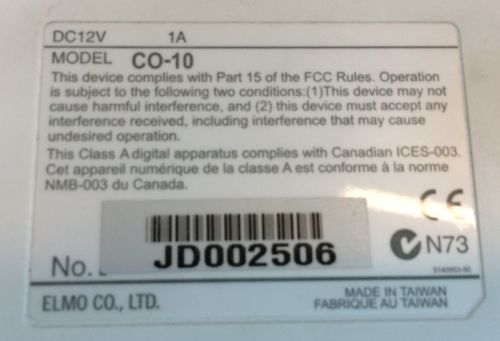 DC12V 1A
MODEL CO-10
This device complies with Part 15 of the FCC Rules. Operation
is subject to the following two conditions:(1)This device may not
cause harmful interference, and (2) this device must accept any
interference received, including interference that may cause
undesired operation.
This Class A digital apparatus complies with Canadian ICES-003.
Cet appareil numérique de la classe A est conforme à la norme
NMB-003 du Canada.
CE
N73
No. JD002506
ELMO CO., LTD.
MADE IN TAIWAN
FABRIQUE AU TAIWAN